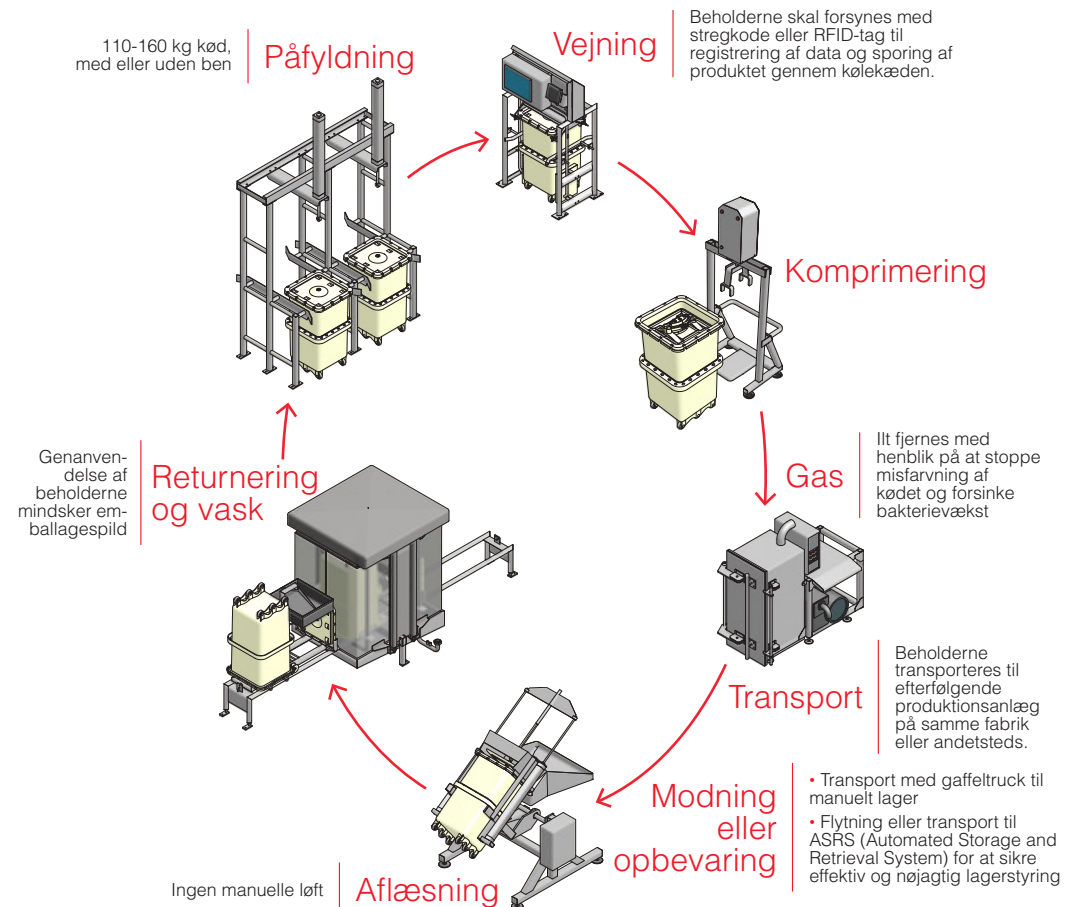 110-160 kg kød,
med eller uden ben
Påfyldning
Vejning
Beholderne skal forsynes med
stregkode eller RFID-tag til
registrering af data og sporing af
produktet gennem kølekæden.
Komprimering
Gas
Ilt fjernes med
henblik på at stoppe
misfarvning af
kødet og forsinke
bakterievækst
Transport
Beholderne
transporteres til
efterfølgende
produktionsanlæg
på samme fabrik
eller andetsteds.
Modning
eller
opbevaring
• Transport med gaffeltruck til
manuelt lager
• Flytning eller transport til
ASRS (Automated Storage and
Retrieval System) for at sikre
effektiv og nøjagtig lagerstyring
Ingen manuelle løft
Aflæsning
Genanven-
delse af
beholderne
mindsker em-
ballagespild
Returnering
og vask